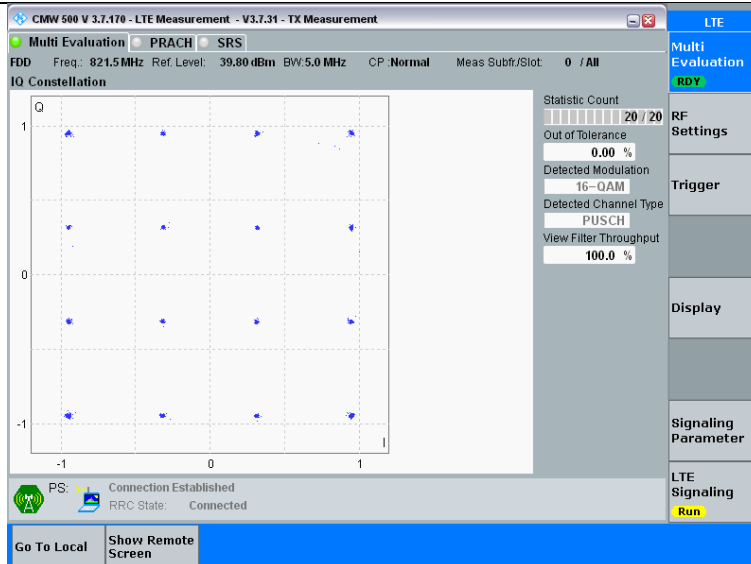 CMW 500 V 3.7.170 - LTE Measurement - V3.7.31 - TX Measurement
LTE
Multi Evaluation PRACH SRS
FDD Freq.: 821.5 MHz Ref. Level: 39.80 dBm BW: 5.0 MHz CP :Normal Meas Subfr./Slot: 0 / All
IQ Constellation
Q
1
0
-1
I
-1 0 1
Statistic Count
20 / 20
Out of Tolerance
0.00 %
Detected Modulation
16-QAM
Detected Channel Type
PUSCH
View Filter Throughput
100.0 %
Multi
Evaluation
RDY
RF
Settings
Trigger
Display
Signaling
Parameter
LTE
Signaling
Run
PS: Connection Established
RRC State: Connected
Go To Local
Show Remote
Screen